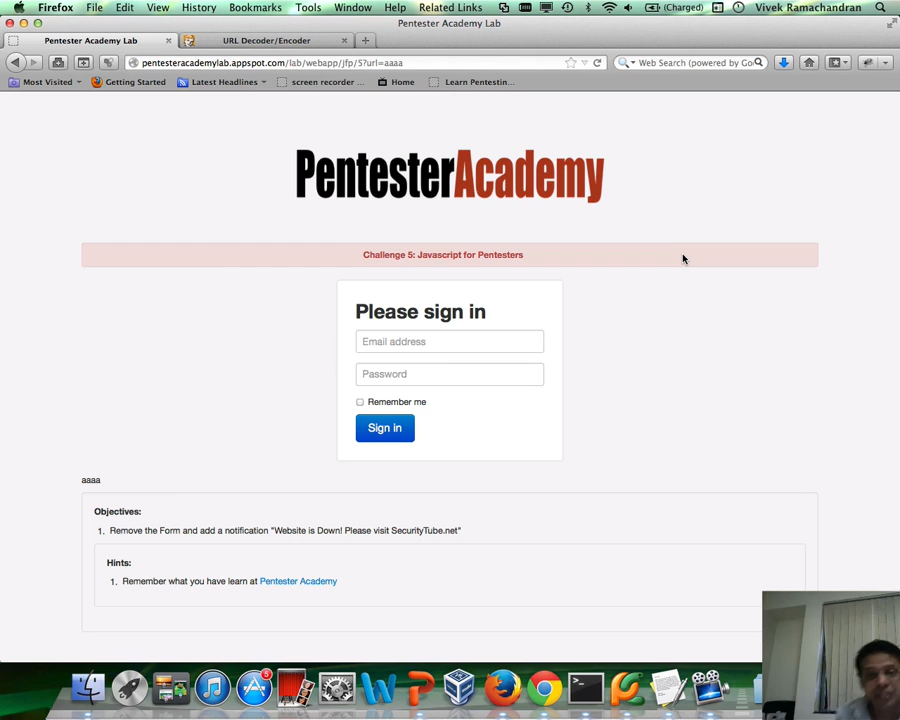 Firefox File Edit View History Bookmarks Tools Window Related Links Help (Charged) Vivek Ramachandran
Pentester Academy Lab
Pentester Academy Lab URL Decoder/Encoder
pentesteracademylab.appspot.com/lab/webapp/jfp/5?url=aaaa Web Search (powered by Go
Most Visited Getting Started Latest Headlines screen recorder ... Home Learn Pentestin...
PentesterAcademy
Challenge 5: Javascript for Pentesters
Please sign in
Email address
Password
Remember me
Sign in
aaaa
Objectives:
1. Remove the Form and add a notification "Website is Down! Please visit SecurityTube.net"
Hints:
1. Remember what you have learn at Pentester Academy